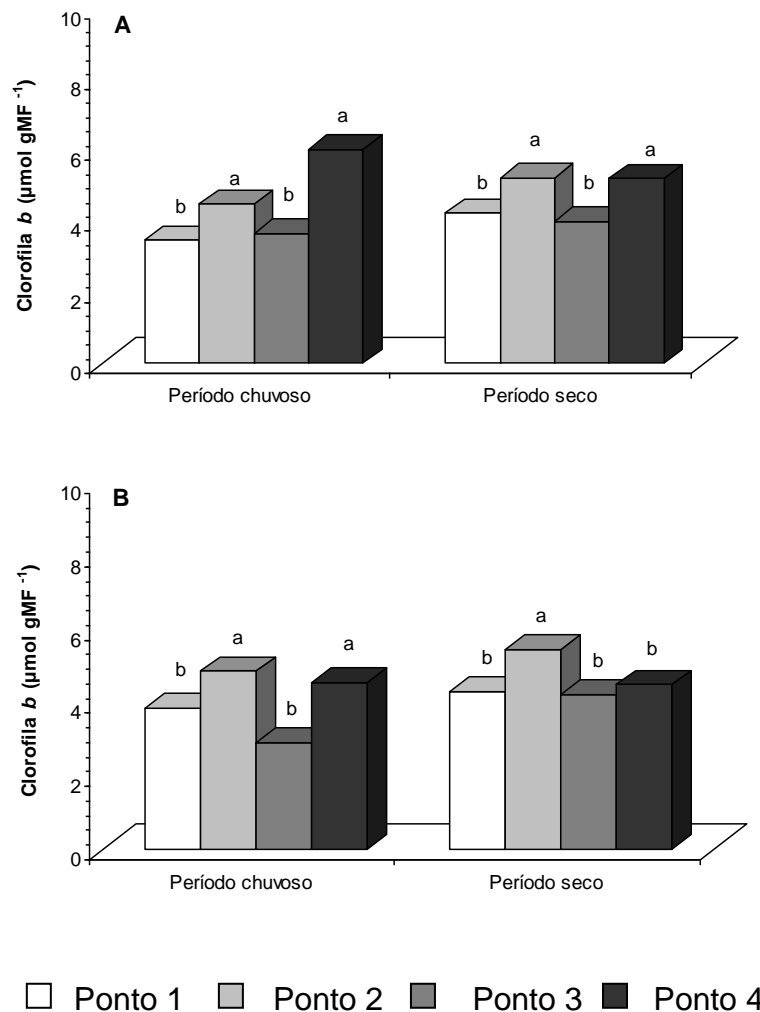 A
Clorofila b (µmol gMF -1)
10
8
6
4
2
0
b
a
b
a
b
a
b
a
Período chuvoso
Período seco
B
Clorofila b (µmol gMF -1)
10
8
6
4
2
0
b
a
b
a
b
a
b
b
Período chuvoso
Período seco
Ponto 1
Ponto 2
Ponto 3
Ponto 4